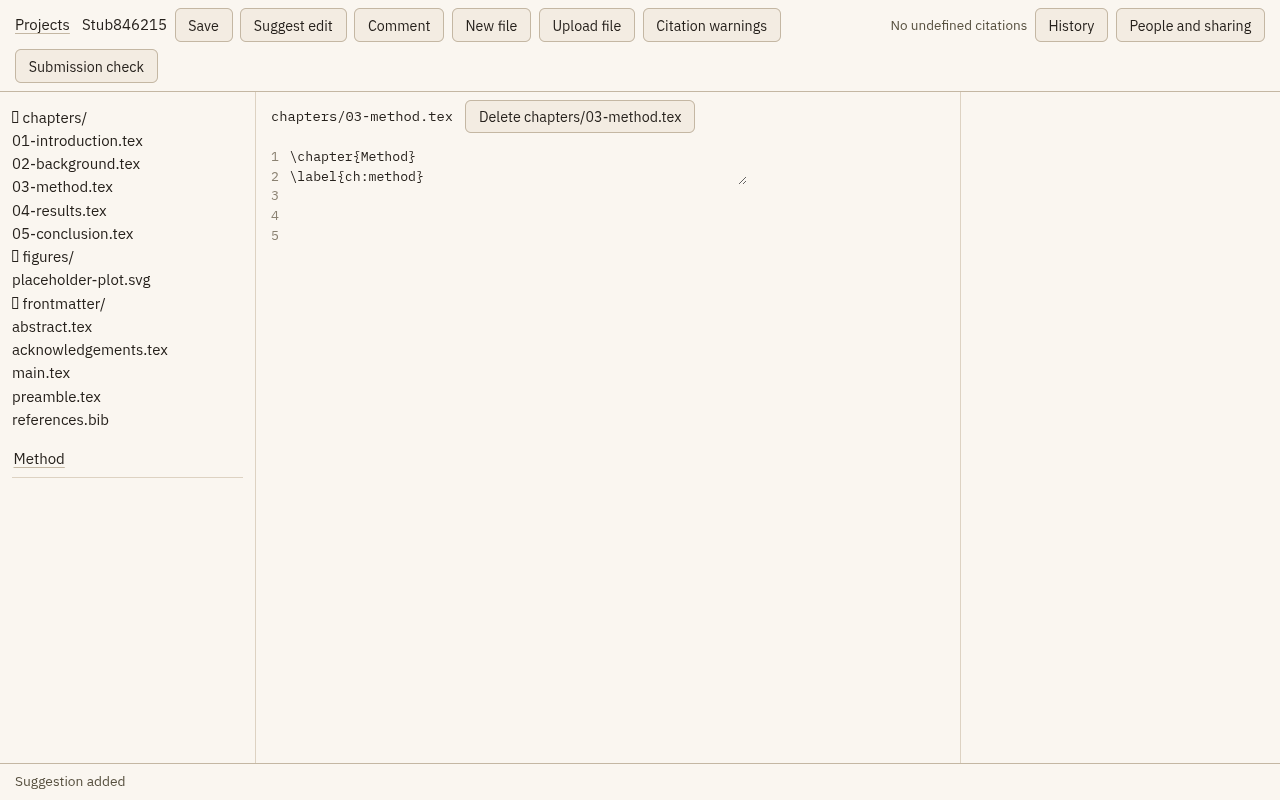 Projects Stub846215 Save Suggest edit Comment New file Upload file Citation warnings No undefined citations History People and sharing
Submission check
chapters/
01-introduction.tex
02-background.tex
03-method.tex
04-results.tex
05-conclusion.tex
figures/
placeholder-plot.svg
frontmatter/
abstract.tex
acknowledgements.tex
main.tex
preamble.tex
references.bib
Method
chapters/03-method.tex Delete chapters/03-method.tex
1 \chapter{Method}
2 \label{ch:method}
3
4
5
Suggestion added